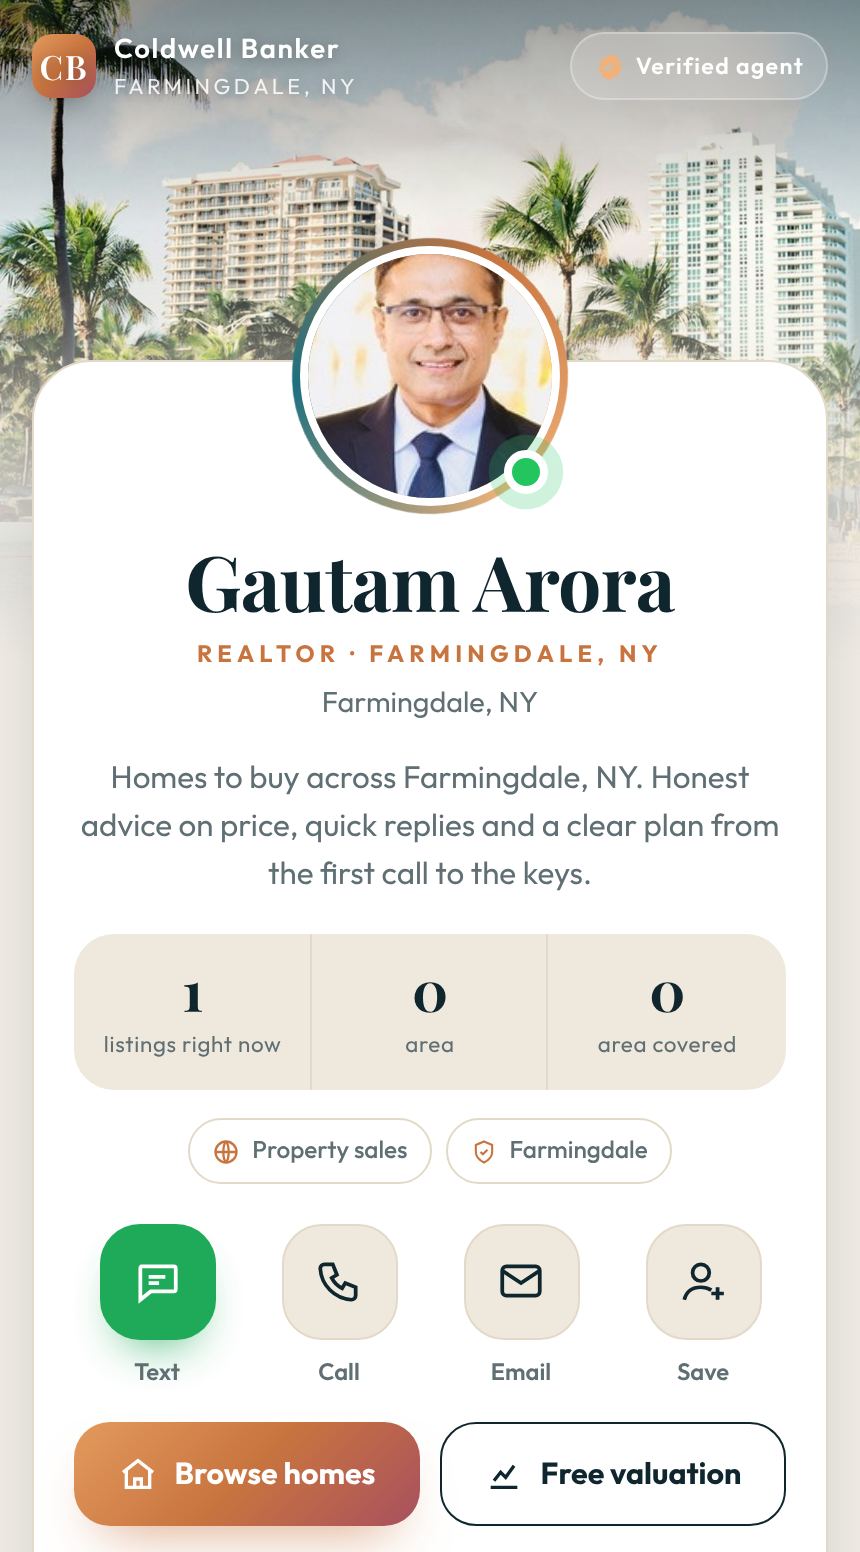 CB
Coldwell Banker
FARMINGDALE, NY
Verified agent
Gautam Arora
REALTOR · FARMINGDALE, NY
Farmingdale, NY
Homes to buy across Farmingdale, NY. Honest
advice on price, quick replies and a clear plan from
the first call to the keys.
1
listings right now
0
area
0
area covered
Property sales
Farmingdale
Text
Call
Email
Save
Browse homes
Free valuation